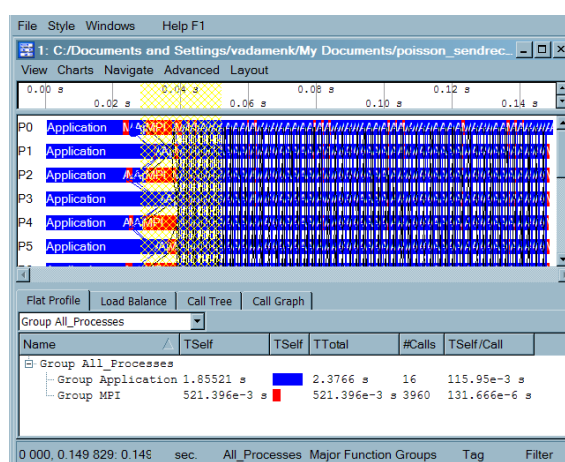 File Style Windows Help F1
1: C:/Documents and Settings/vadamenk/My Documents/poisson_sendrec...
View Charts Navigate Advanced Layout
0.00 s 0.04 s 0.08 s 0.12 s
0.02 s 0.06 s 0.10 s 0.14 s
P0 Application MPI
P1 Application
P2 Application MPI
P3 Application
P4 Application MPI
P5 Application
Flat Profile Load Balance Call Tree Call Graph
Group All_Processes
Name TSelf TSelf TTotal #Calls TSelf/Call
Group All_Processes
Group Application 1.85521 s 2.3766 s 16 115.95e-3 s
Group MPI 521.396e-3 s 521.396e-3 s 3960 131.666e-6 s
0 000, 0.149 829: 0.149 sec. All_Processes Major Function Groups Tag Filter